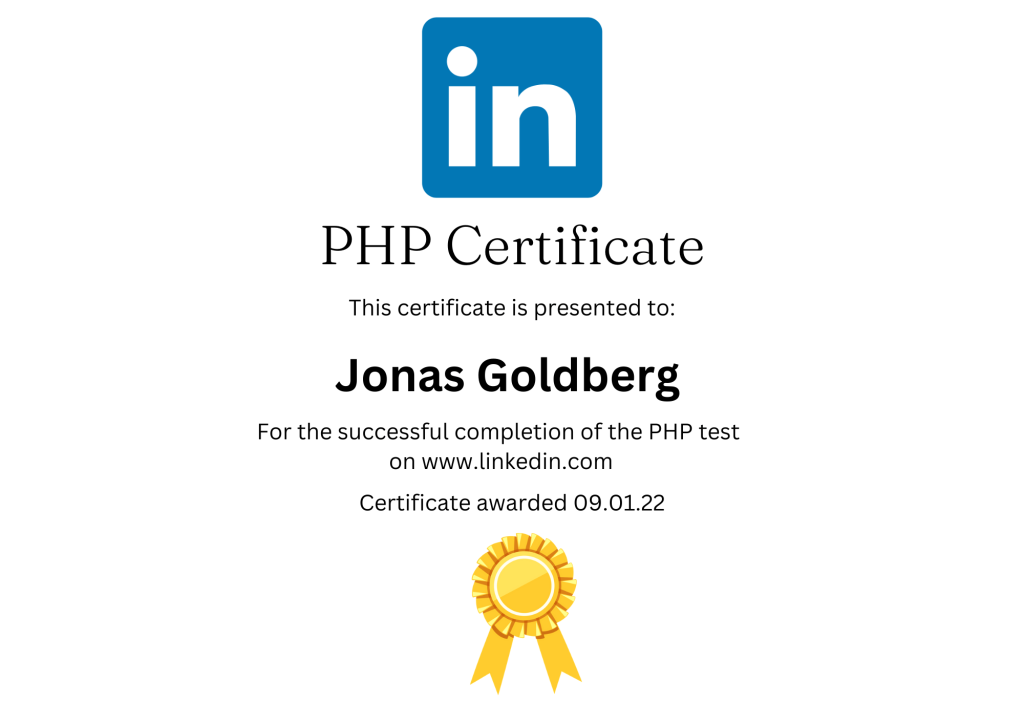 in
PHP Certificate
This certificate is presented to:
Jonas Goldberg
For the successful completion of the PHP test
on www.linkedin.com
Certificate awarded 09.01.22